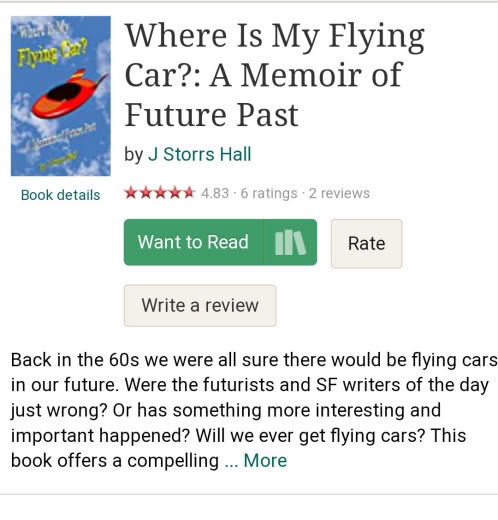 Where Is My
Flying Car?
Where Is My Flying
Car?: A Memoir of
Future Past
by J Storrs Hall
Book details
4.83 · 6 ratings · 2 reviews
Want to Read
Rate
Write a review
Back in the 60s we were all sure there would be flying cars
in our future. Were the futurists and SF writers of the day
just wrong? Or has something more interesting and
important happened? Will we ever get flying cars? This
book offers a compelling ... More